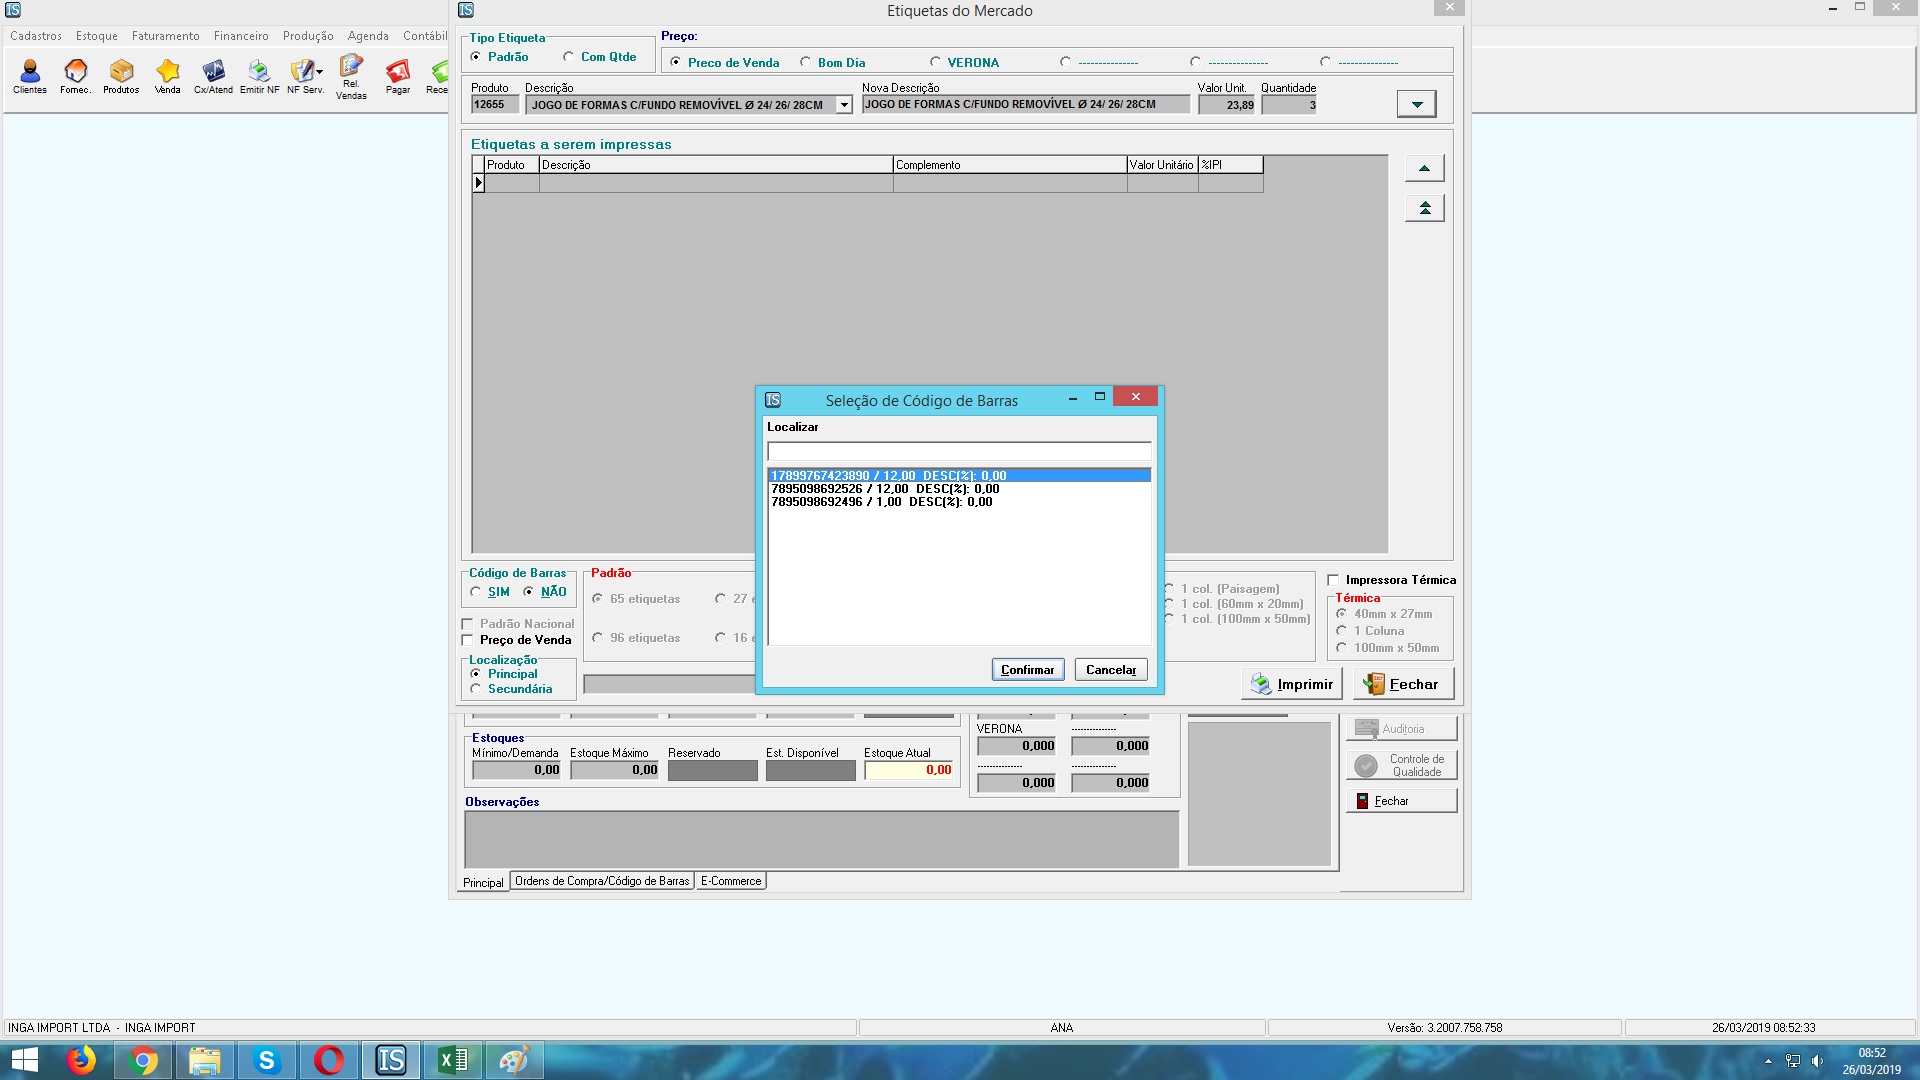 IS
IS Etiquetas do Mercado
Cadastros Estoque Faturamento Financeiro Produção Agenda Contábil
Clientes Fornec. Produtos Venda Cx/Atend Emitir NF NF Serv. Rel. Vendas Pagar Rece
Tipo Etiqueta
Padrão Com Qtde
Preço:
Preco de Venda Bom Dia VERONA --------------- --------------- ---------------
Produto Descrição Nova Descrição Valor Unit. Quantidade
12655 JOGO DE FORMAS C/FUNDO REMOVÍVEL Ø 24/ 26/ 28CM JOGO DE FORMAS C/FUNDO REMOVÍVEL Ø 24/ 26/ 28CM 23,89 3
Etiquetas a serem impressas
Produto Descrição Complemento Valor Unitário %IPI
IS Seleção de Código de Barras
Localizar
17899767423890 / 12,00 DESC(%): 0,00
7895098692526 / 12,00 DESC(%): 0,00
7895098692496 / 1,00 DESC(%): 0,00
Confirmar Cancelar
Código de Barras
SIM NÃO
Padrão Nacional
Preço de Venda
Localização
Principal
Secundária
Padrão
65 etiquetas 27 e
96 etiquetas 16 e
1 col. (Paisagem)
1 col. (60mm x 20mm)
1 col. (100mm x 50mm)
Impressora Térmica
Térmica
40mm x 27mm
1 Coluna
100mm x 50mm
Imprimir Fechar
Estoques
Mínimo/Demanda Estoque Máximo Reservado Est. Disponível Estoque Atual
0,00 0,00 0,00
VERONA ---------------
0,000 0,000
--------------- ---------------
0,000 0,000
Auditoria
Controle de Qualidade
Fechar
Observações
Principal Ordens de Compra/Código de Barras E-Commerce
INGA IMPORT LTDA - INGA IMPORT ANA Versão: 3.2007.758.758 26/03/2019 08:52:33
S IS X
08:52
26/03/2019